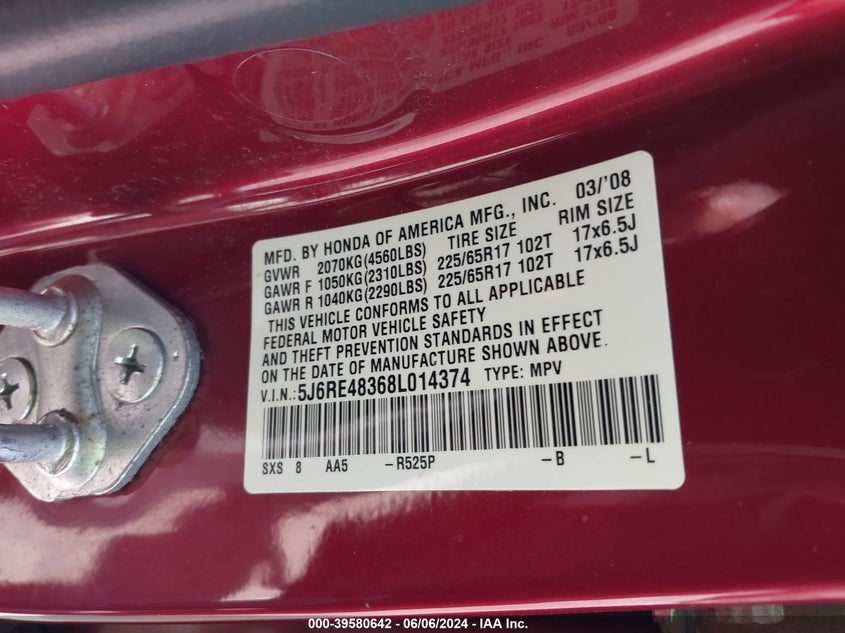 MFD. BY HONDA OF AMERICA MFG., INC. 03/'08
GVWR 2070KG(4560LBS) TIRE SIZE RIM SIZE
GAWR F 1050KG(2310LBS) 225/65R17 102T 17x6.5J
GAWR R 1040KG(2290LBS) 225/65R17 102T 17x6.5J
THIS VEHICLE CONFORMS TO ALL APPLICABLE
FEDERAL MOTOR VEHICLE SAFETY
AND THEFT PREVENTION STANDARDS IN EFFECT
ON THE DATE OF MANUFACTURE SHOWN ABOVE.
V.I.N.:5J6RE48368L014374 TYPE: MPV
SXS 8 AA5 -R525P -B -L
000-39580642 - 06/06/2024 - IAA Inc.